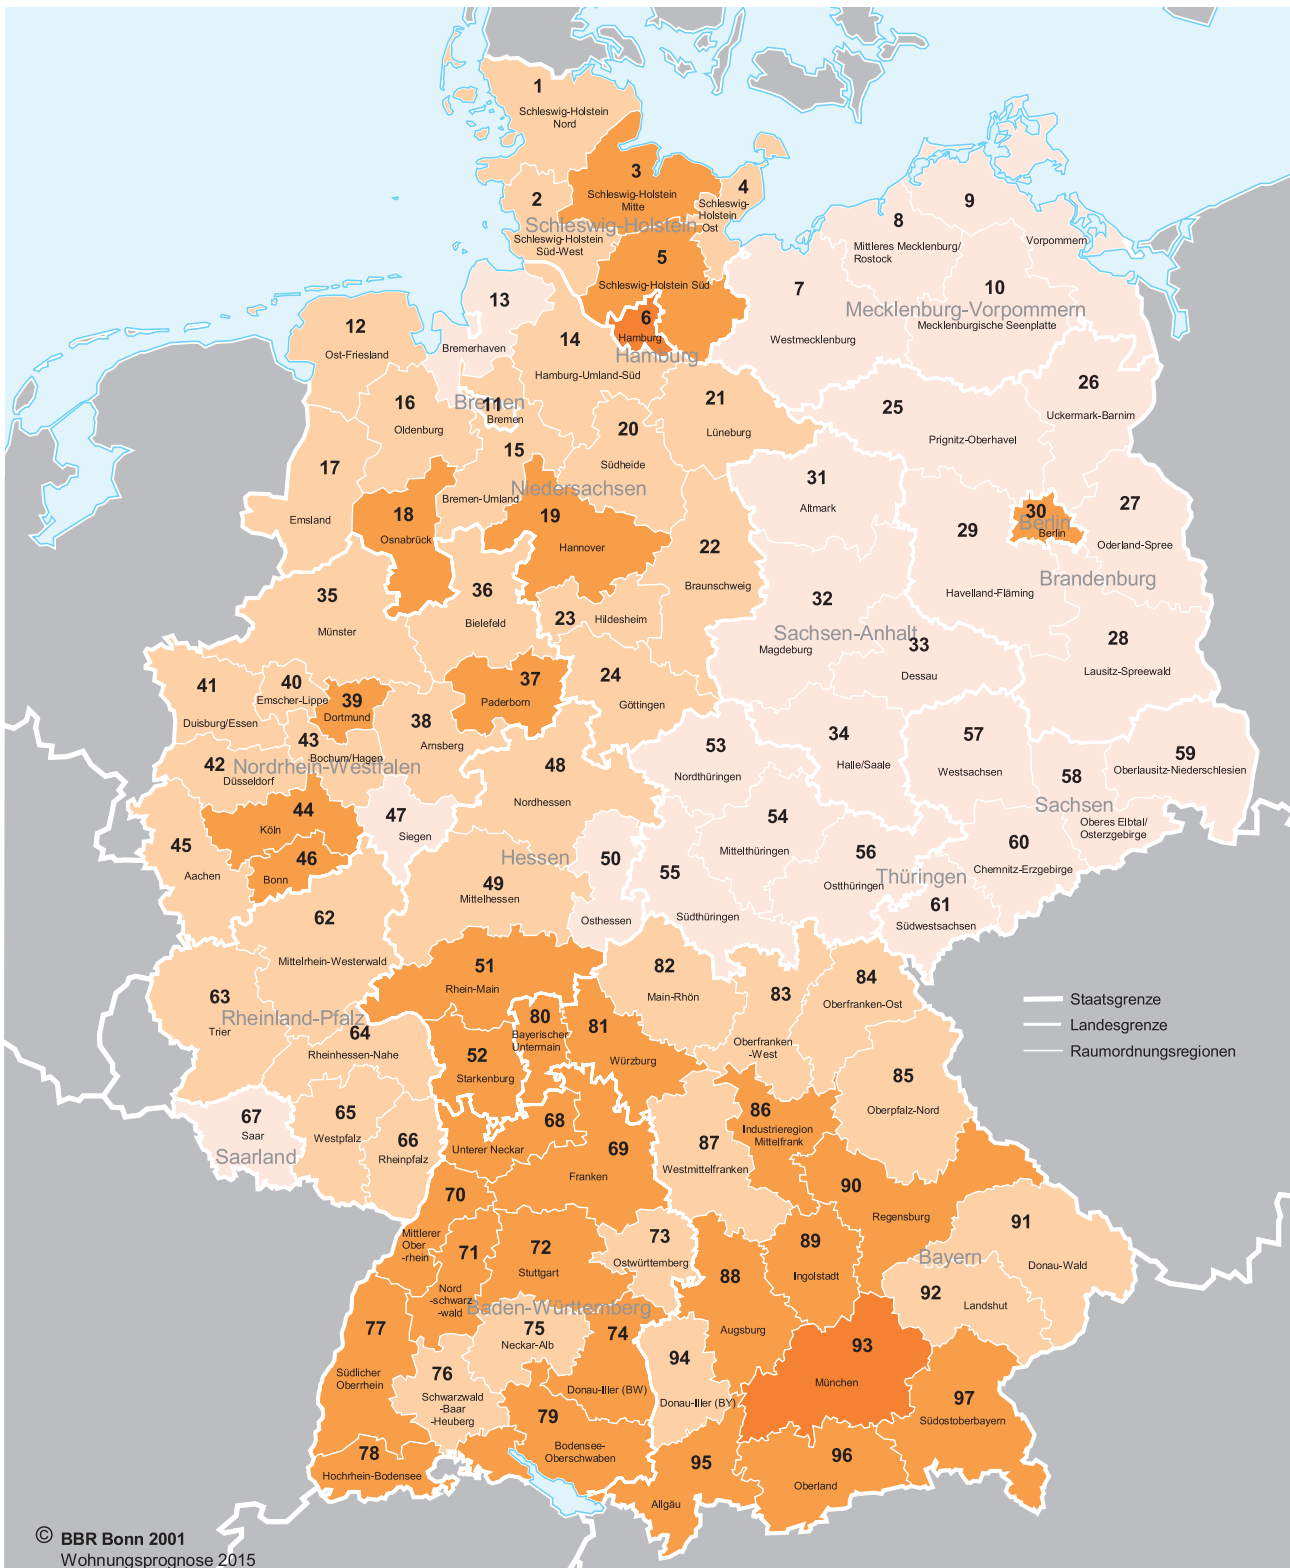 1
Schleswig-Holstein
Nord
3
Schleswig-Holstein
Mitte
2
Schleswig-Holstein
Süd-West
4
Schleswig-
Holstein
Ost
Schleswig-Holstein
5
Schleswig-Holstein Süd
6
Hamburg
Hamburg
7
Westmecklenburg
8
Mittleres Mecklenburg/
Rostock
9
Vorpommern
10
Mecklenburg-Vorpommern
Mecklenburgische Seenplatte
13
Bremerhaven
12
Ost-Friesland
14
Hamburg-Umland-Süd
16
Oldenburg
Bremen
11
Bremen
15
Bremen-Umland
20
Südheide
21
Lüneburg
25
Prignitz-Oberhavel
26
Uckermark-Barnim
17
Emsland
18
Osnabrück
Niedersachsen
19
Hannover
22
Braunschweig
31
Altmark
29
Havelland-Fläming
30
Berlin
Berlin
27
Oderland-Spree
Brandenburg
35
Münster
36
Bielefeld
23
Hildesheim
24
Göttingen
32
Sachsen-Anhalt
Magdeburg
33
Dessau
28
Lausitz-Spreewald
41
Duisburg/Essen
40
Emscher-Lippe
39
Dortmund
38
Arnsberg
37
Paderborn
43
Bochum/Hagen
42
Düsseldorf
Nordrhein-Westfalen
44
Köln
45
Aachen
46
Bonn
47
Siegen
48
Nordhessen
53
Nordthüringen
34
Halle/Saale
57
Westsachsen
58
Sachsen
Oberes Elbtal/
Osterzgebirge
59
Oberlausitz-Niederschlesien
54
Mittelthüringen
56
Ostthüringen
Thüringen
60
Chemnitz-Erzgebirge
61
Südwestsachsen
55
Südthüringen
Hessen
49
Mittelhessen
50
Osthessen
62
Mittelrhein-Westerwald
51
Rhein-Main
63
Trier
Rheinland-Pfalz
64
Rheinhessen-Nahe
52
Starkenburg
80
Bayerischer
Untermain
81
Würzburg
82
Main-Rhön
83
Oberfranken
-West
84
Oberfranken-Ost
85
Oberpfalz-Nord
Staatsgrenze
Landesgrenze
Raumordnungsregionen
67
Saar
Saarland
65
Westpfalz
66
Rheinpfalz
68
Unterer Neckar
69
Franken
87
Westmittelfranken
86
Industrieregion
Mittelfrank
90
Regensburg
70
Mittlerer
Ober
-rhein
71
Nord
-schwarz
-wald
72
Stuttgart
73
Ostwürttemberg
Baden-Württemberg
88
Augsburg
89
Ingolstadt
Bayern
91
Donau-Wald
92
Landshut
77
Südlicher
Oberrhein
76
Schwarzwald
-Baar
-Heuberg
75
Neckar-Alb
74
Donau-Iller (BW)
94
Donau-Iller (BY)
93
München
97
Südostoberbayern
78
Hochrhein-Bodensee
79
Bodensee-
Oberschwaben
95
Allgäu
96
Oberland
© BBR Bonn 2001
Wohnungsprognose 2015